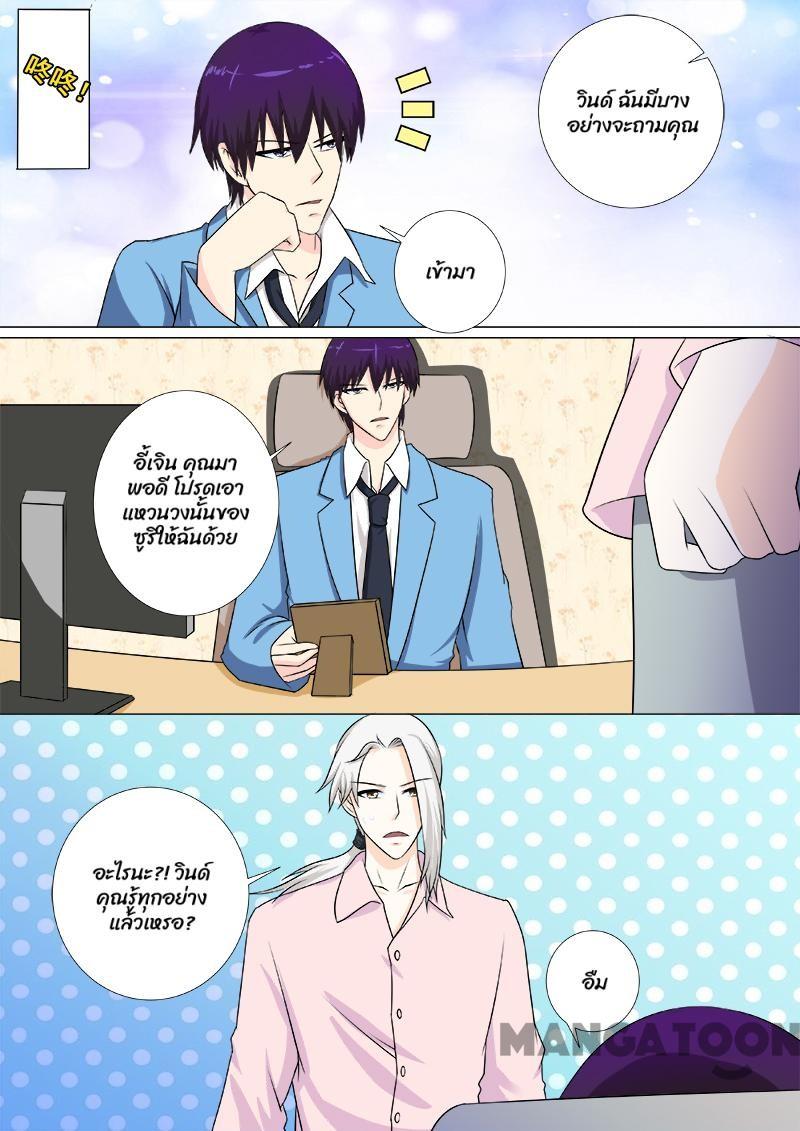 咚咚！
วินด์ ฉันมีบาง
อย่างจะถามคุณ
เข้ามา
อี้เจิน คุณมา
พอดี โปรดเอา
แหวนวงนั้นของ
ซูรีให้ฉันด้วย
อะไรนะ?! วินด์
คุณรู้ทุกอย่าง
แล้วเหรอ?
อืม
MANGATOON